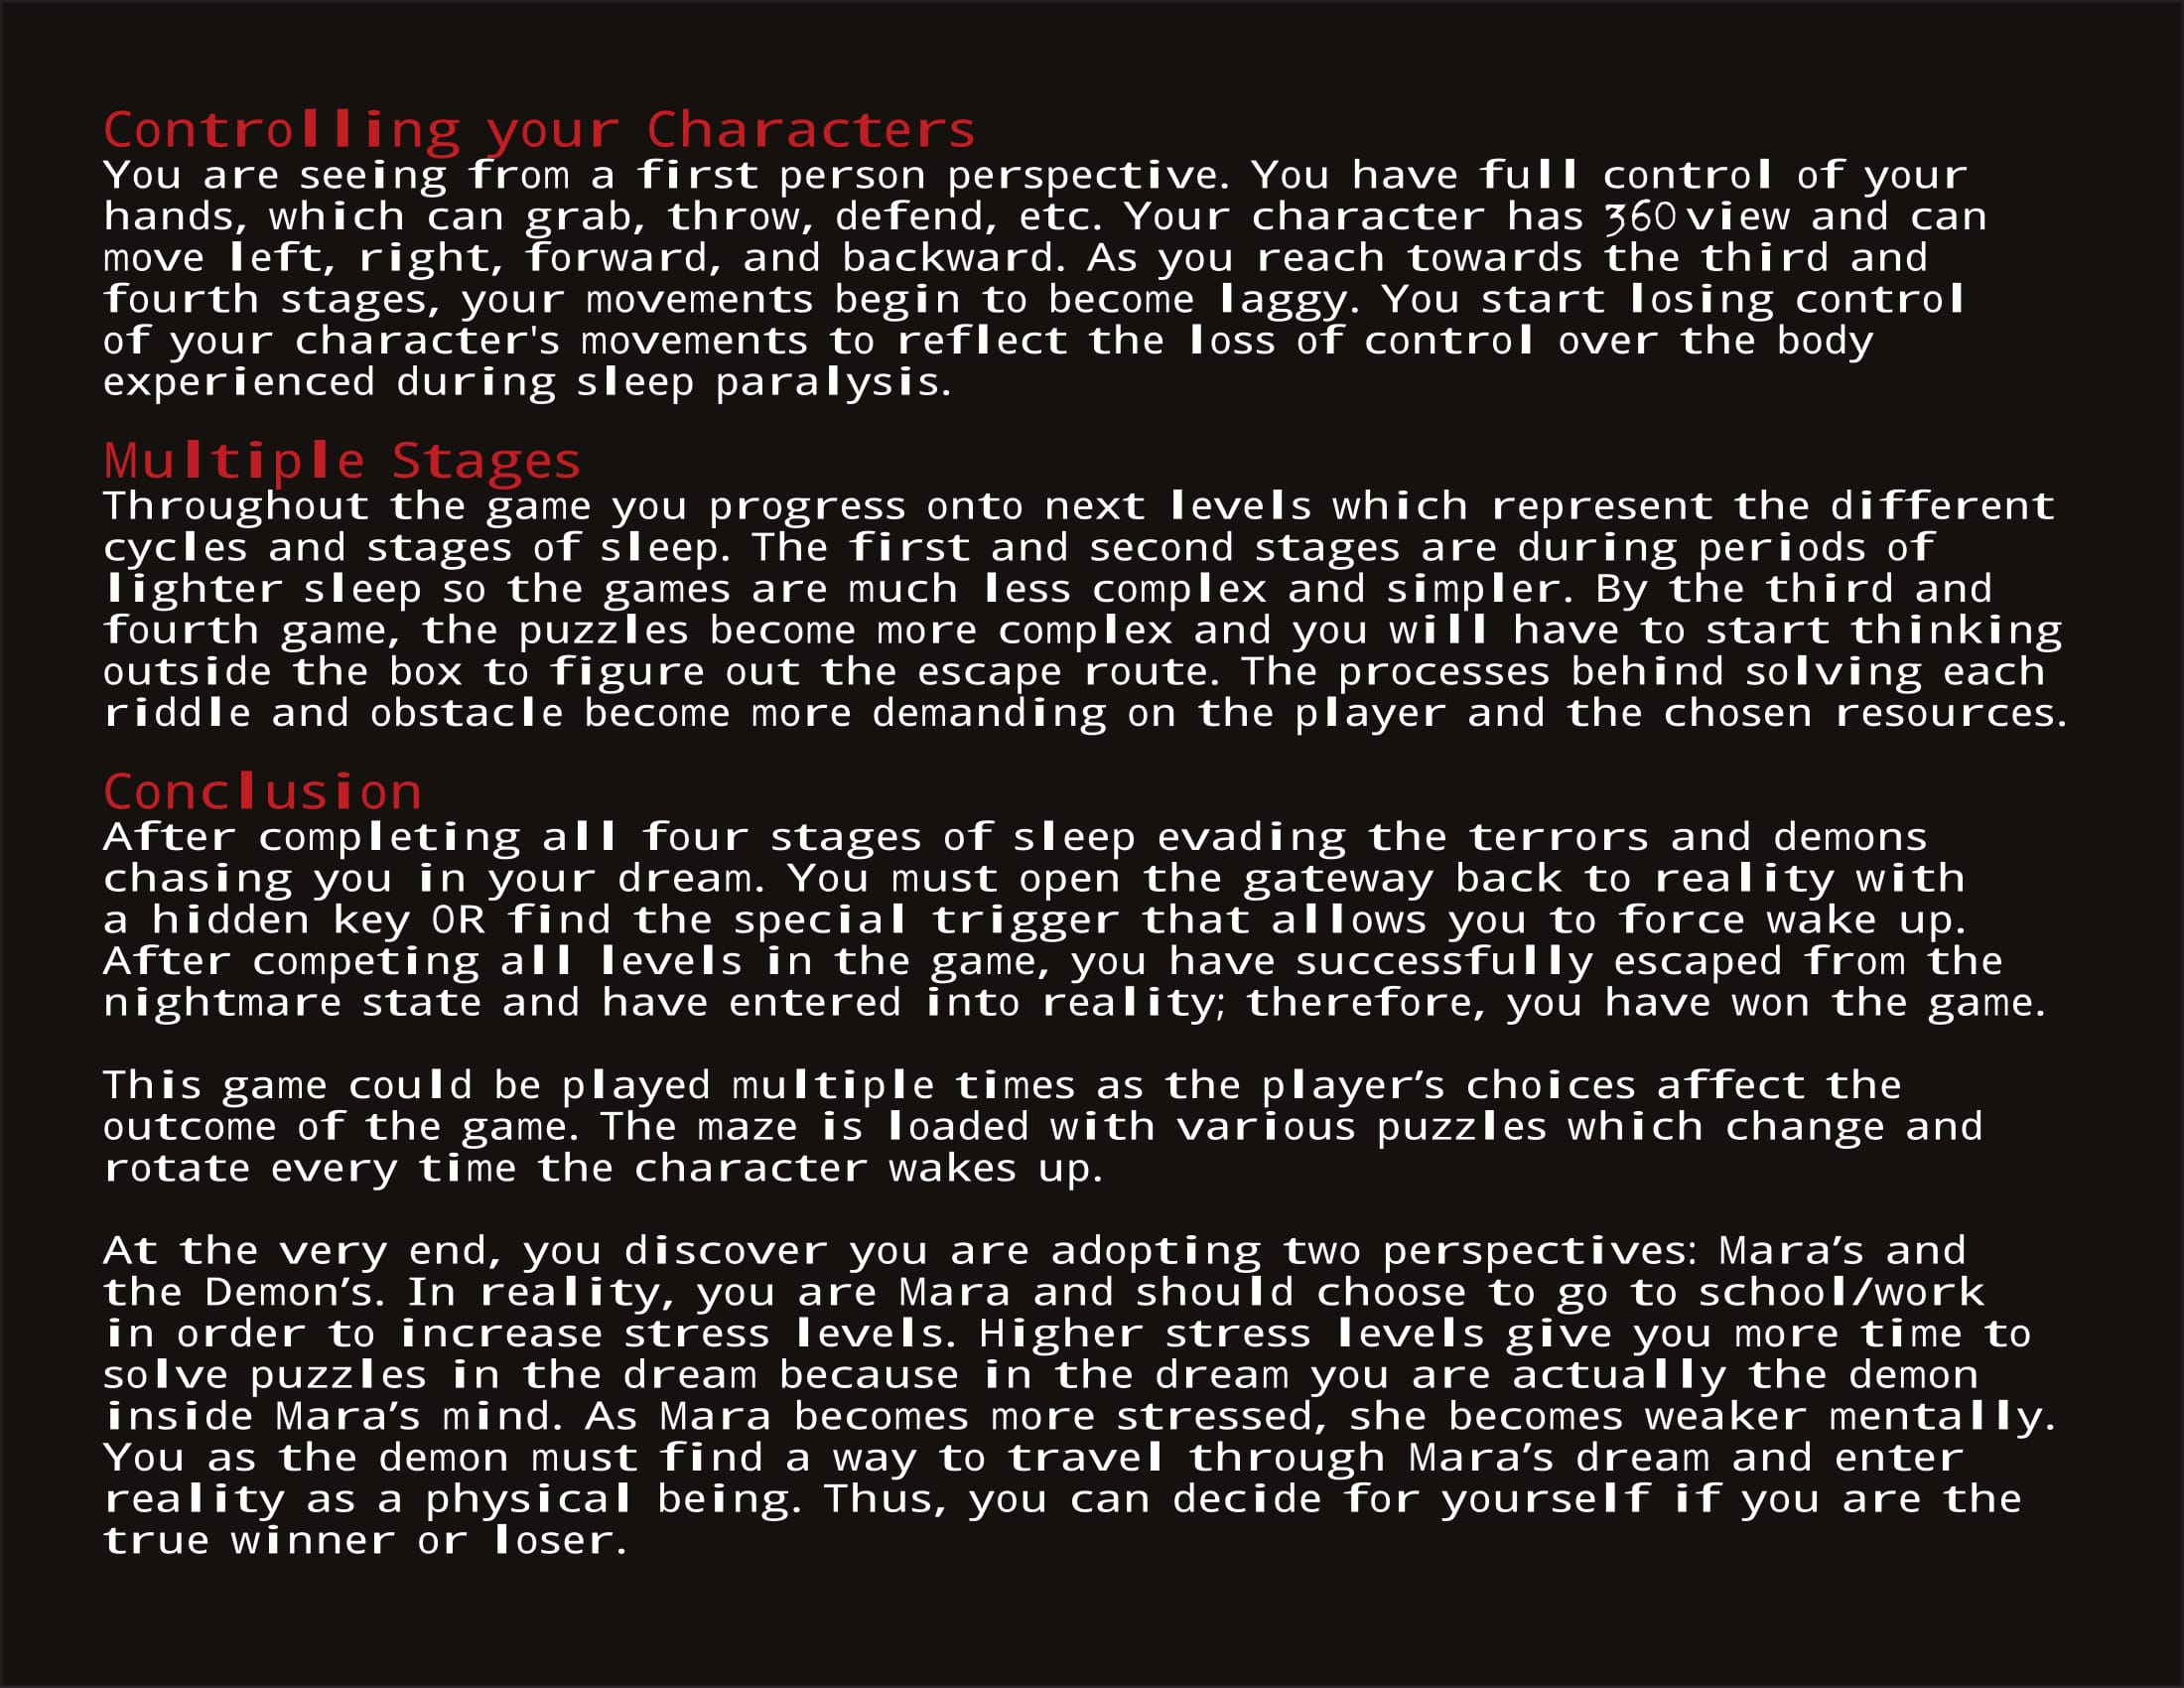 Controlling your Characters
You are seeing from a first person perspective. You have full control of your
hands, which can grab, throw, defend, etc. Your character has 360 view and can
move left, right, forward, and backward. As you reach towards the third and
fourth stages, your movements begin to become laggy. You start losing control
of your character's movements to reflect the loss of control over the body
experienced during sleep paralysis.
Multiple Stages
Throughout the game you progress onto next levels which represent the different
cycles and stages of sleep. The first and second stages are during periods of
lighter sleep so the games are much less complex and simpler. By the third and
fourth game, the puzzles become more complex and you will have to start thinking
outside the box to figure out the escape route. The processes behind solving each
riddle and obstacle become more demanding on the player and the chosen resources.
Conclusion
After completing all four stages of sleep evading the terrors and demons
chasing you in your dream. You must open the gateway back to reality with
a hidden key OR find the special trigger that allows you to force wake up.
After competing all levels in the game, you have successfully escaped from the
nightmare state and have entered into reality; therefore, you have won the game.
This game could be played multiple times as the player’s choices affect the
outcome of the game. The maze is loaded with various puzzles which change and
rotate every time the character wakes up.
At the very end, you discover you are adopting two perspectives: Mara’s and
the Demon’s. In reality, you are Mara and should choose to go to school/work
in order to increase stress levels. Higher stress levels give you more time to
solve puzzles in the dream because in the dream you are actually the demon
inside Mara’s mind. As Mara becomes more stressed, she becomes weaker mentally.
You as the demon must find a way to travel through Mara’s dream and enter
reality as a physical being. Thus, you can decide for yourself if you are the
true winner or loser.